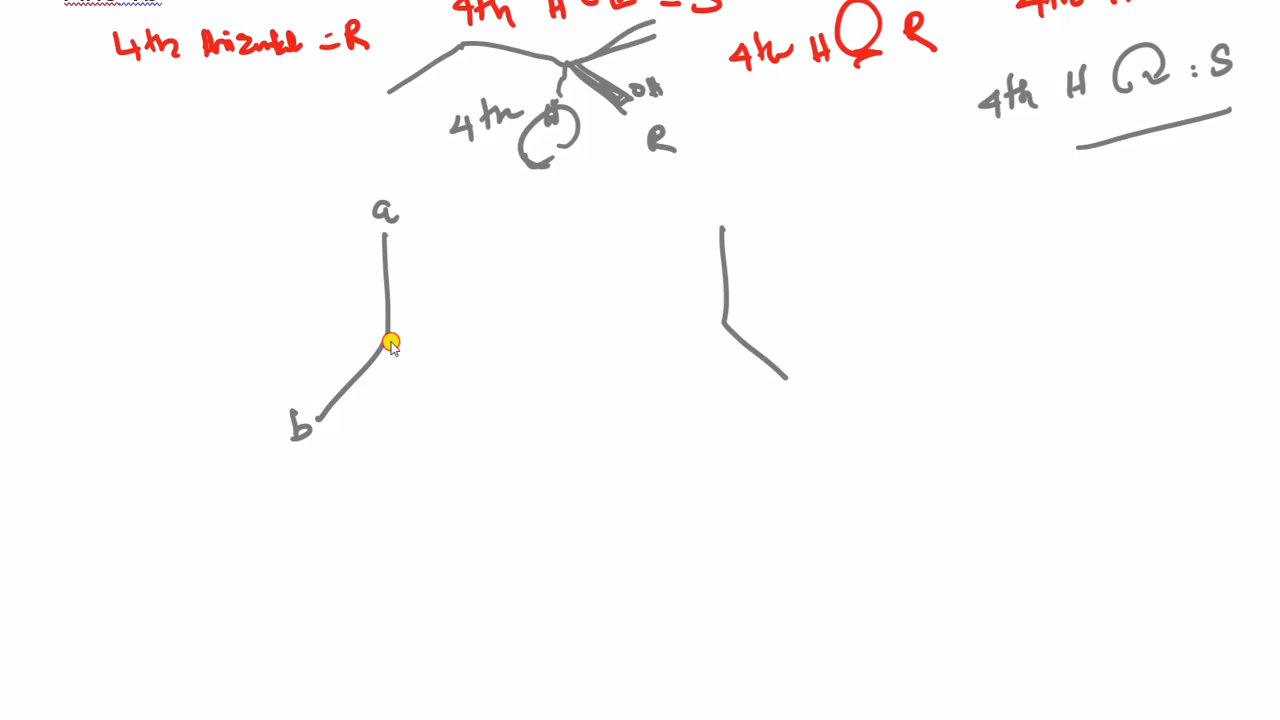 4th H
4th Horizontal = R
4th H R
4th H : S
OH
4th H
R
a
b